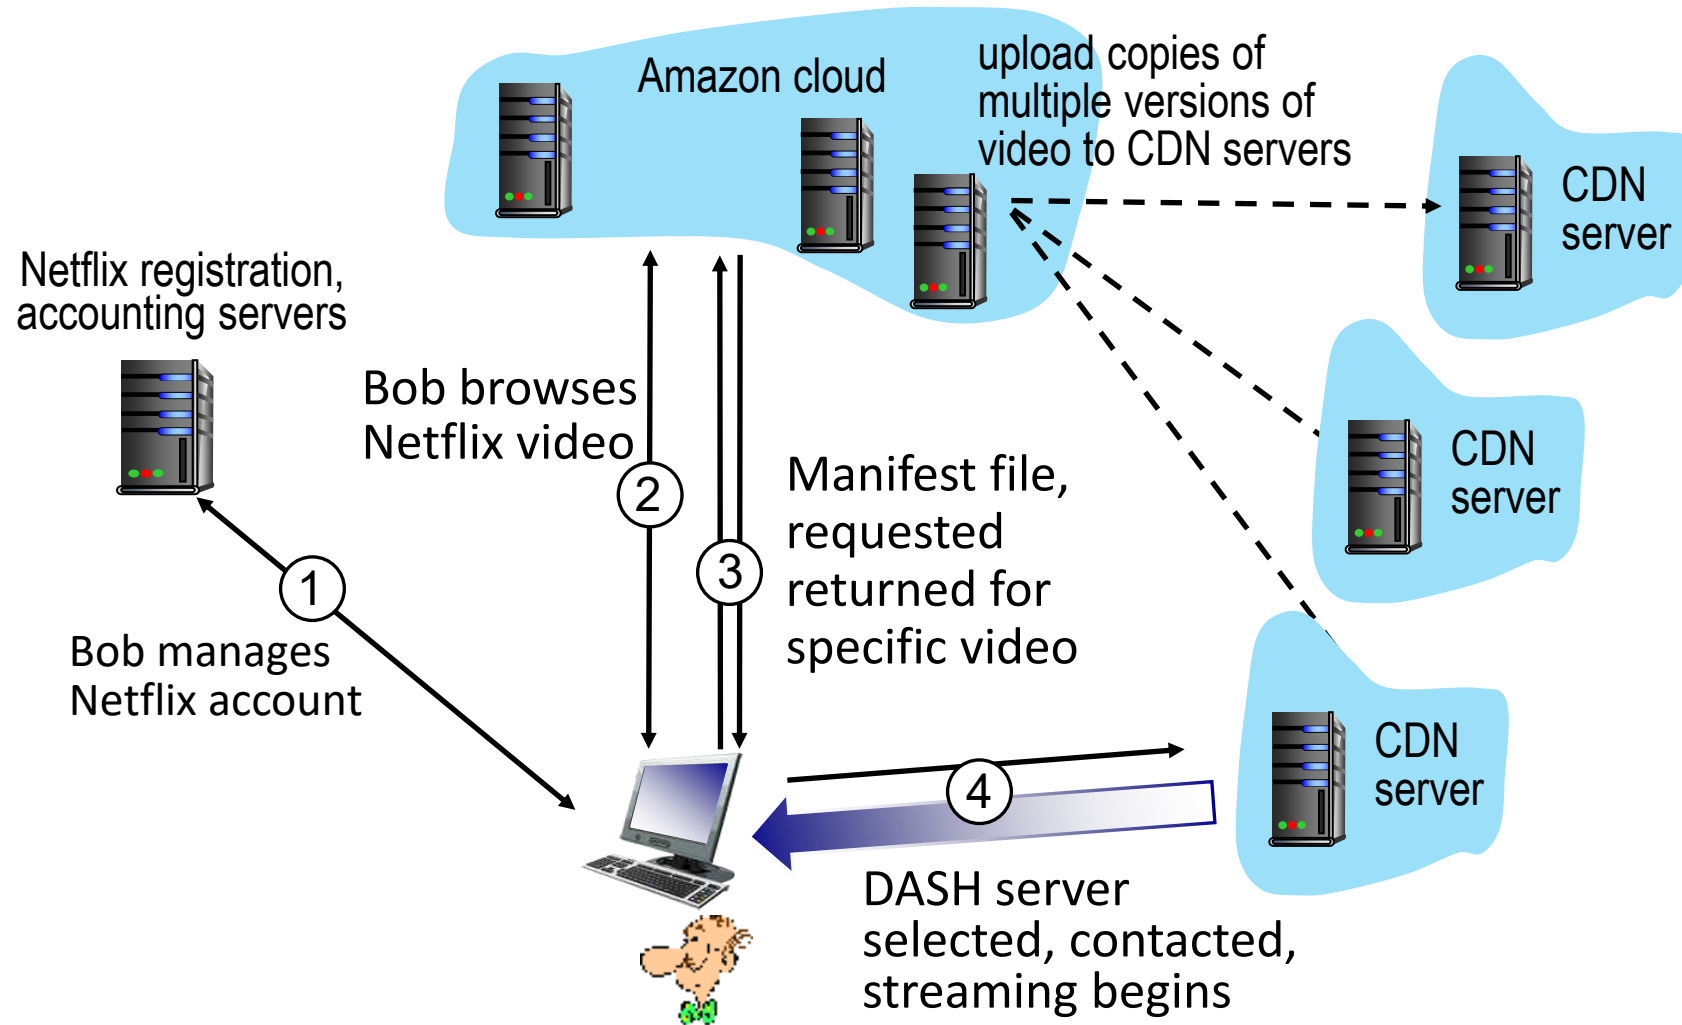 Amazon cloud
upload copies of
multiple versions of
video to CDN servers
CDN
server
Netflix registration,
accounting servers
Bob browses
Netflix video
2
Manifest file,
requested
returned for
specific video
3
CDN
server
1
Bob manages
Netflix account
CDN
server
4
DASH server
selected, contacted,
streaming begins